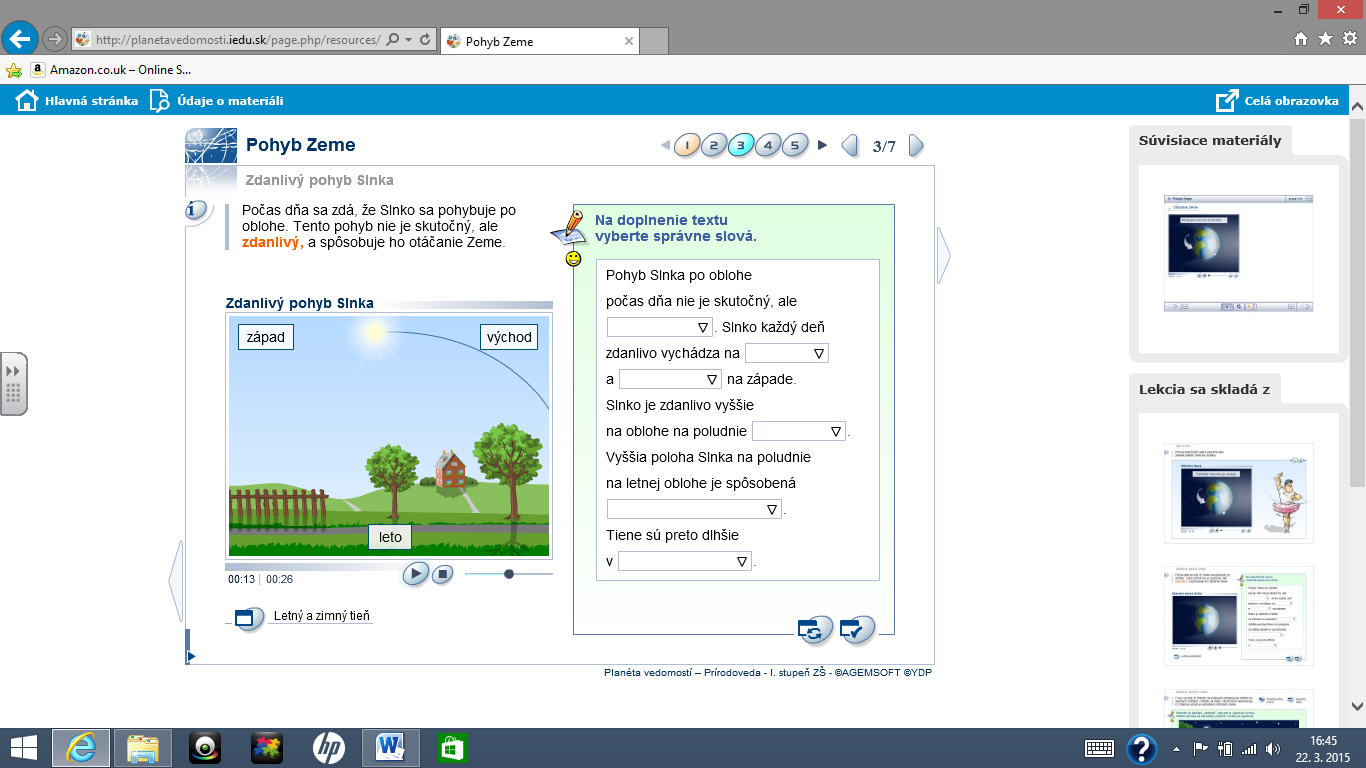 http://planetavedomosti.iedu.sk/page.php/resources/
Pohyb Zeme
Amazon.co.uk – Online S...
Hlavná stránka
Údaje o materiáli
Celá obrazovka
Pohyb Zeme
1 2 3 4 5
3/7
Zdanlivý pohyb Slnka
Počas dňa sa zdá, že Slnko sa pohybuje po
oblohe. Tento pohyb nie je skutočný, ale
zdanlivý, a spôsobuje ho otáčanie Zeme.
Zdanlivý pohyb Slnka
západ
východ
leto
00:13 | 00:26
Letný a zimný tieň
Na doplnenie textu
vyberte správne slová.
Pohyb Slnka po oblohe
počas dňa nie je skutočný, ale
. Slnko každý deň
zdanlivo vychádza na
a na západe.
Slnko je zdanlivo vyššie
na oblohe na poludnie .
Vyššia poloha Slnka na poludnie
na letnej oblohe je spôsobená
.
Tiene sú preto dlhšie
v .
Planéta vedomostí – Prírodoveda - I. stupeň ZŠ - ©AGEMSOFT ©YDP
Súvisiace materiály
Pohyb Zeme
Lekcia sa skladá z
16:45
22. 3. 2015